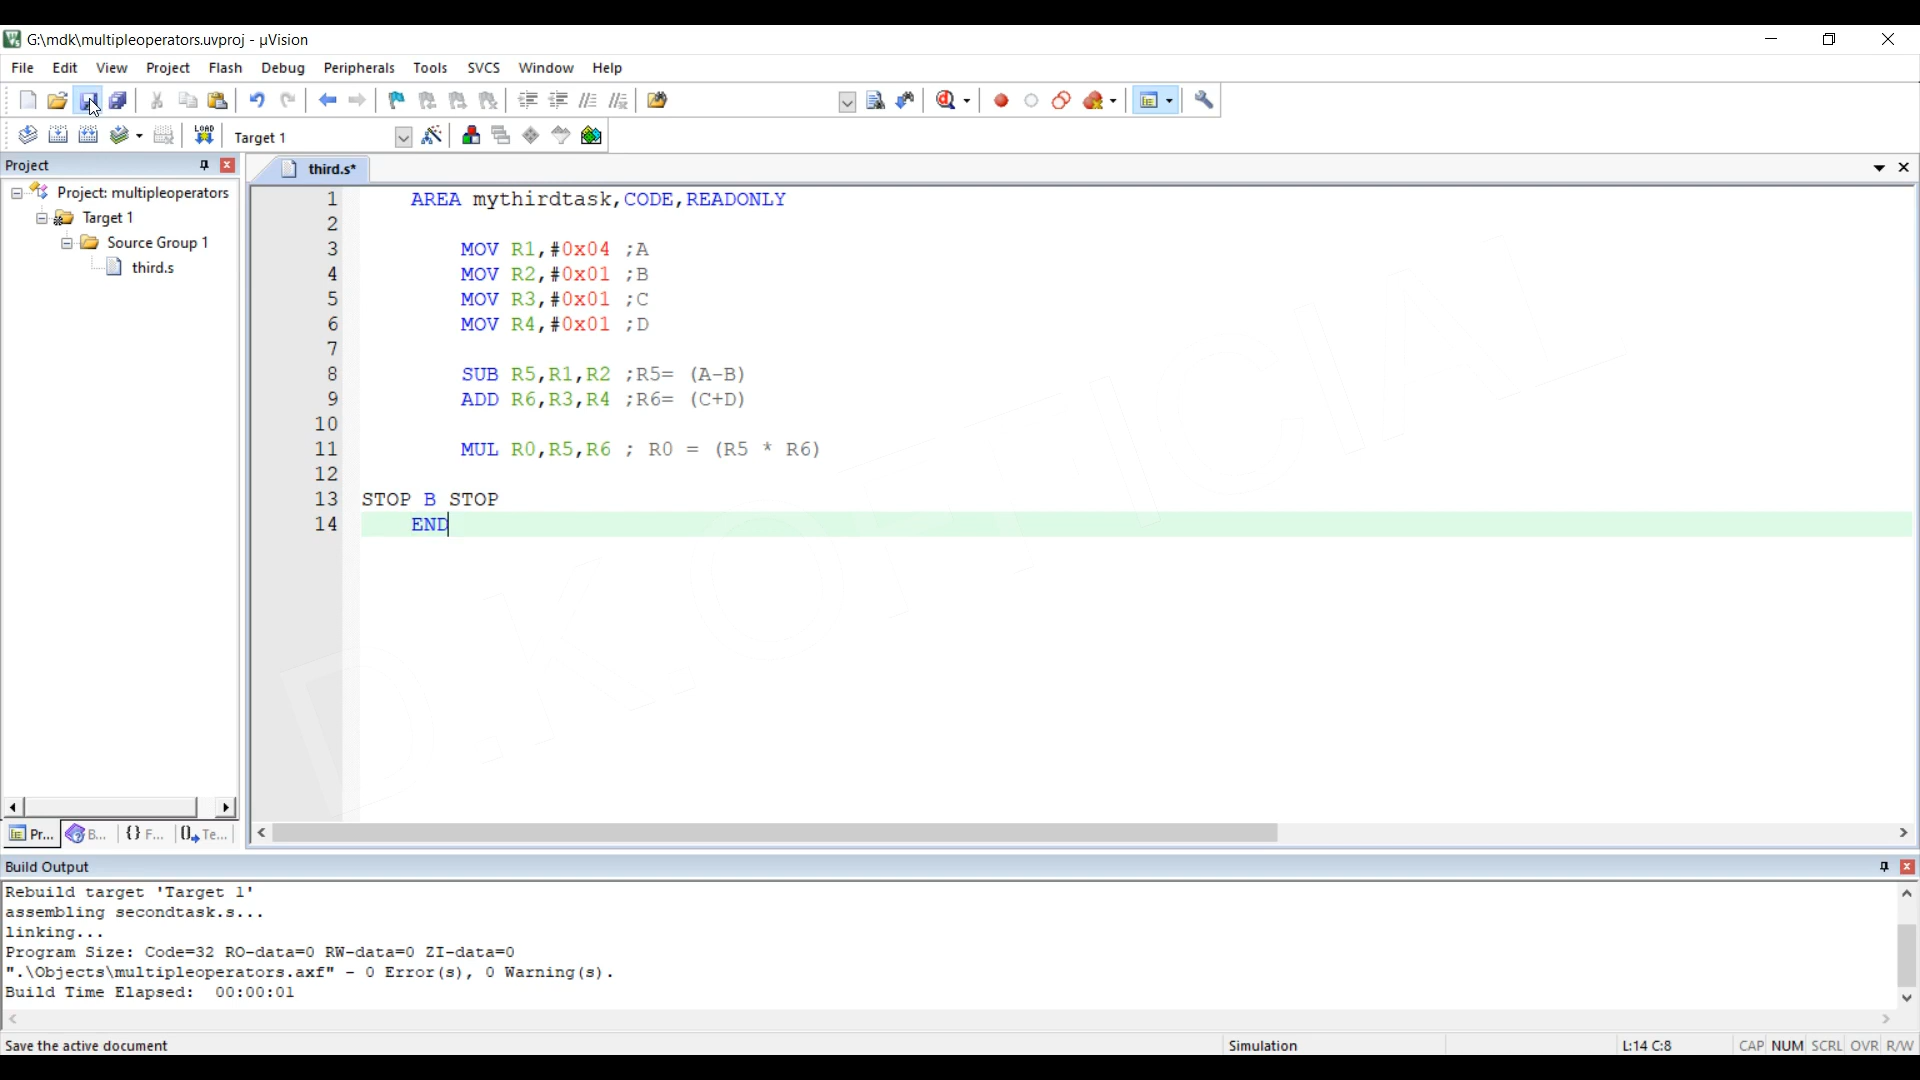 G:\mdk\multipleoperators.uvproj - µVision
File Edit View Project Flash Debug Peripherals Tools SVCS Window Help
LOAD Target 1
Project
third.s*
Project: multipleoperators
Target 1
Source Group 1
third.s
1 AREA mythirdtask,CODE,READONLY
2
3 MOV R1,#0x04 ;A
4 MOV R2,#0x01 ;B
5 MOV R3,#0x01 ;C
6 MOV R4,#0x01 ;D
7
8 SUB R5,R1,R2 ;R5= (A-B)
9 ADD R6,R3,R4 ;R6= (C+D)
10
11 MUL R0,R5,R6 ; R0 = (R5 * R6)
12
13 STOP B STOP
14 END
Pr... B... {} F... Te...
Build Output
Rebuild target 'Target 1'
assembling secondtask.s...
linking...
Program Size: Code=32 RO-data=0 RW-data=0 ZI-data=0
".\Objects\multipleoperators.axf" - 0 Error(s), 0 Warning(s).
Build Time Elapsed:  00:00:01
Save the active document Simulation L:14 C:8 CAP NUM SCRL OVR R/W